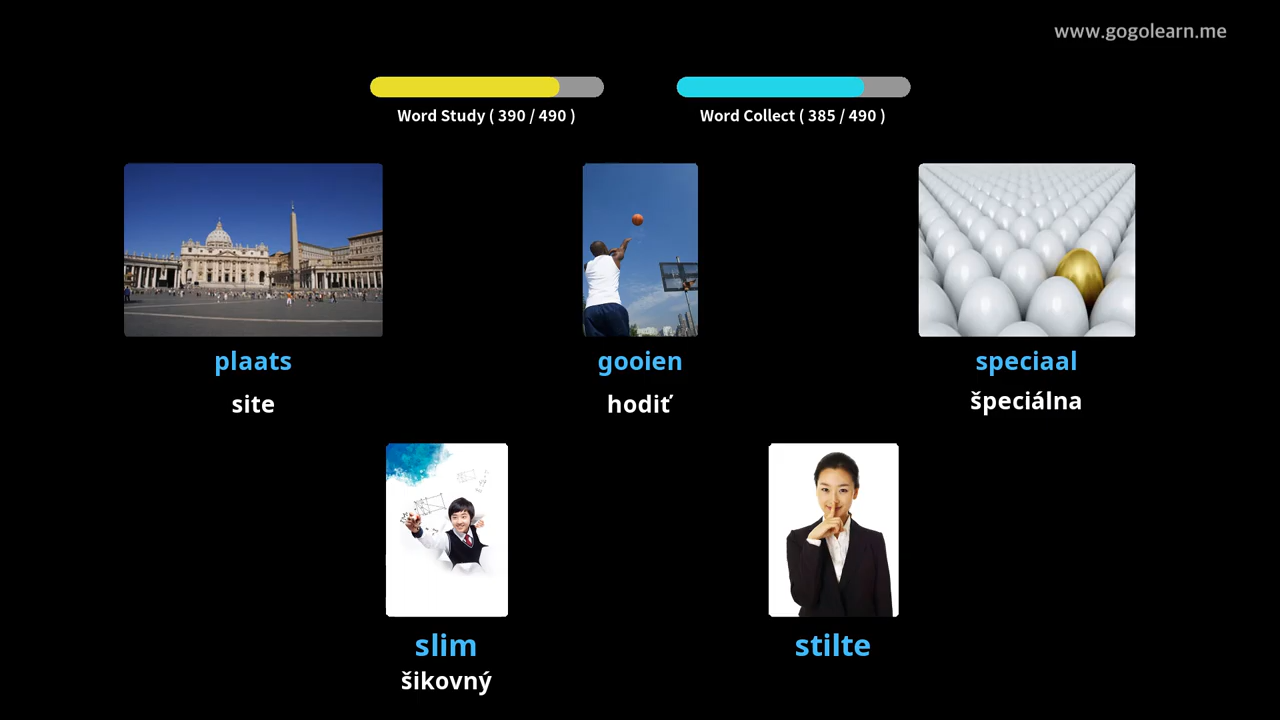 www.gogolearn.me
Word Study ( 390 / 490 )
Word Collect ( 385 / 490 )
plaats
gooien
speciaal
site
hodiť
špeciálna
slim
stilte
šikovný